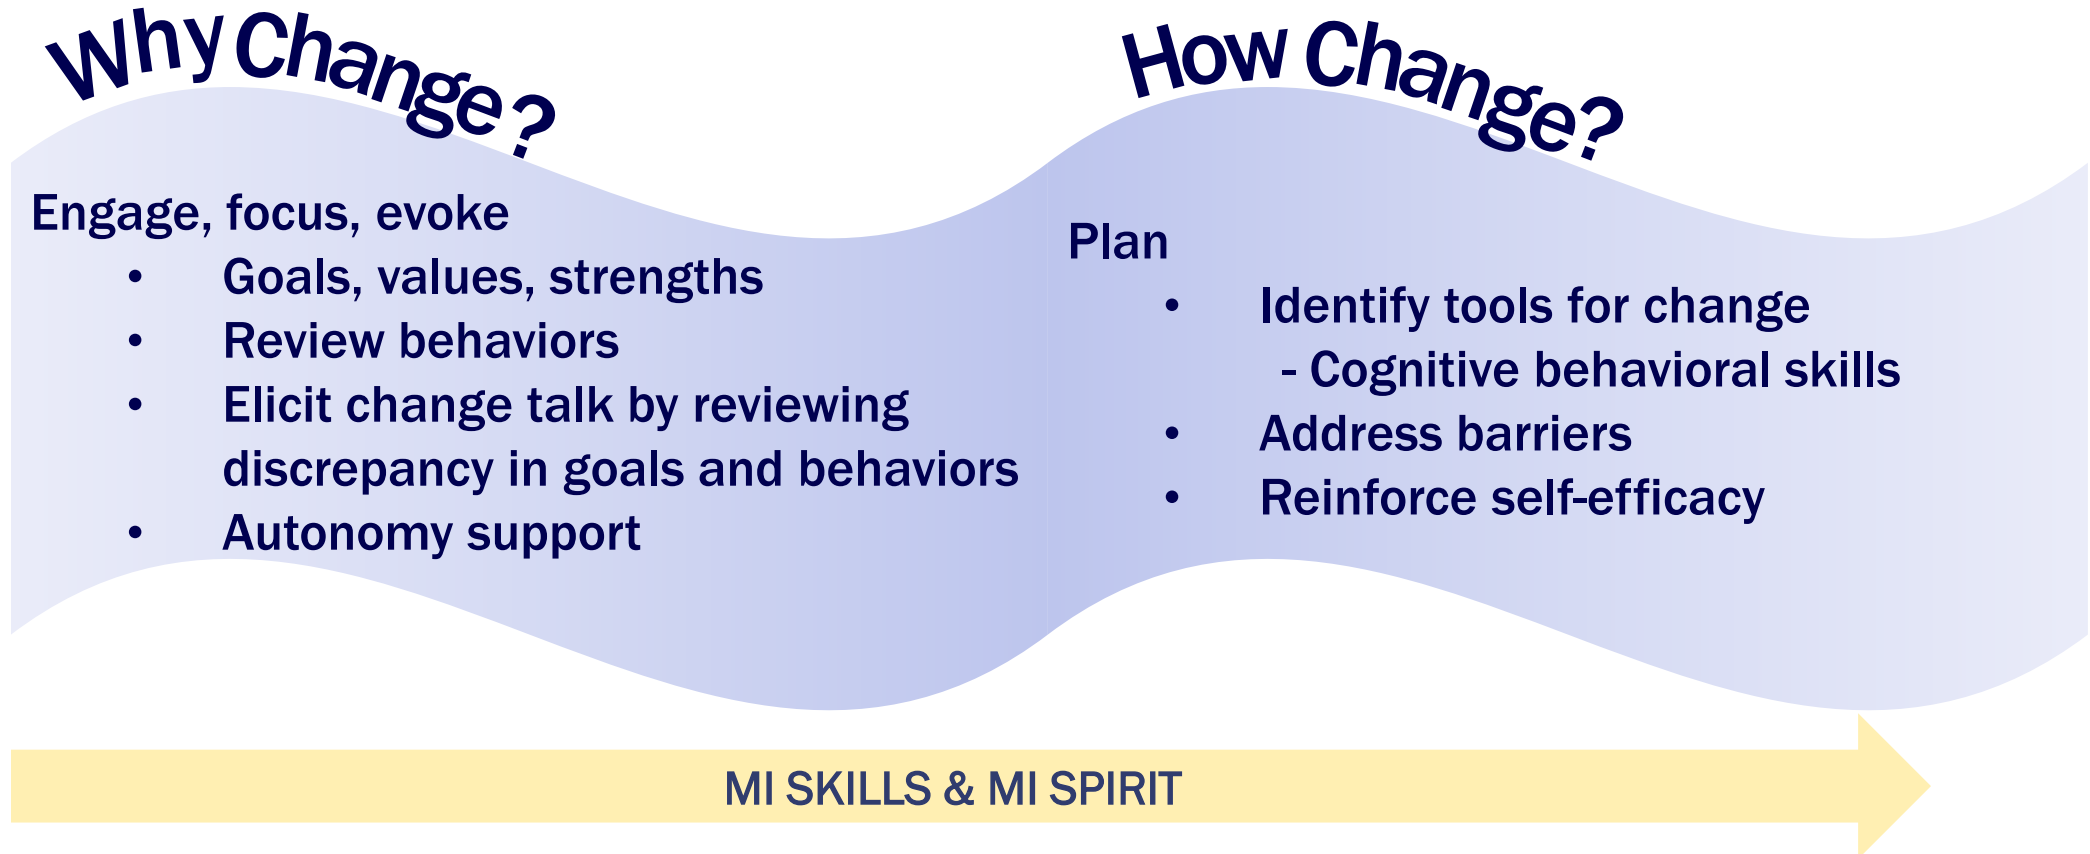 Why Change?
Engage, focus, evoke
• Goals, values, strengths
• Review behaviors
• Elicit change talk by reviewing
discrepancy in goals and behaviors
• Autonomy support
How Change?
Plan
• Identify tools for change
- Cognitive behavioral skills
• Address barriers
• Reinforce self-efficacy
MI SKILLS & MI SPIRIT